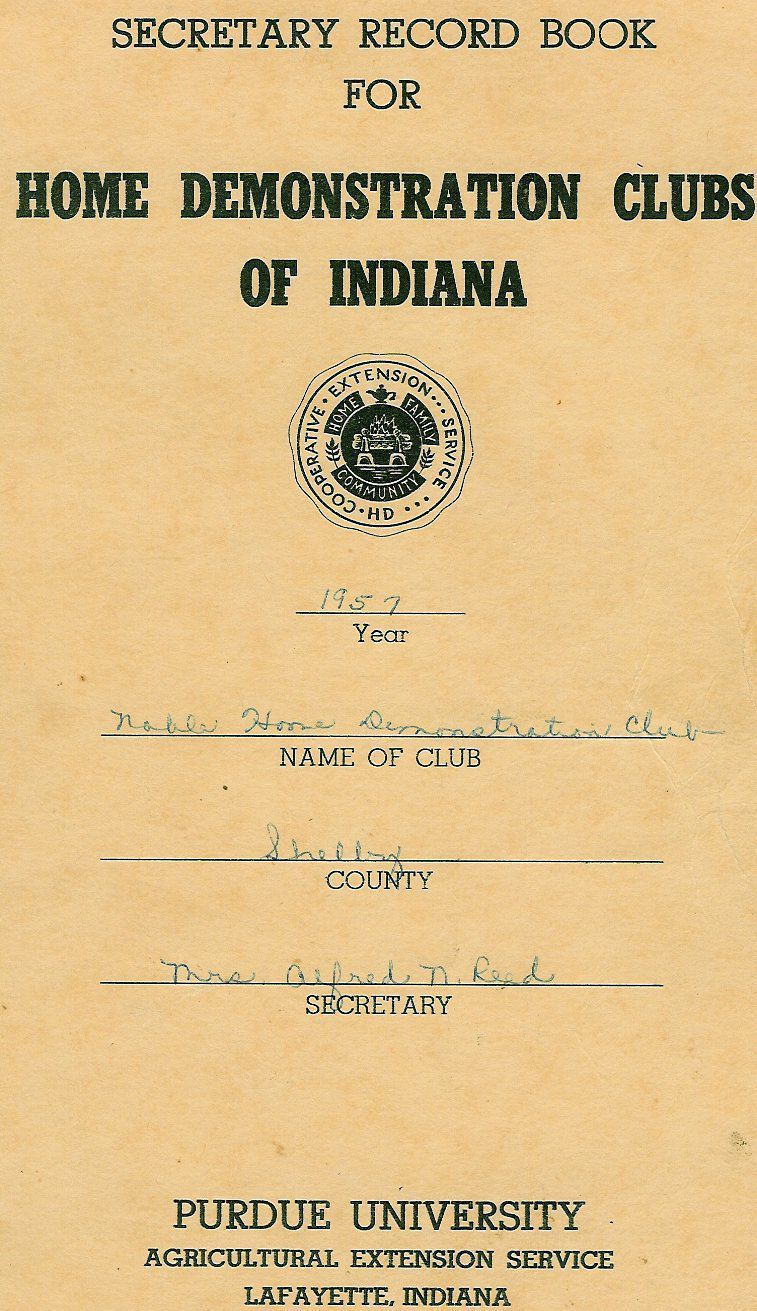 SECRETARY RECORD BOOK
FOR
HOME DEMONSTRATION CLUBS
OF INDIANA
COOPERATIVE • EXTENSION • • • SERVICE • • • HD •
HOME FAMILY
COMMUNITY
1957
Year
Noble Home Demonstration Club
NAME OF CLUB
Shelby
COUNTY
Mrs. Alfred N. Reed
SECRETARY
PURDUE UNIVERSITY
AGRICULTURAL EXTENSION SERVICE
LAFAYETTE, INDIANA